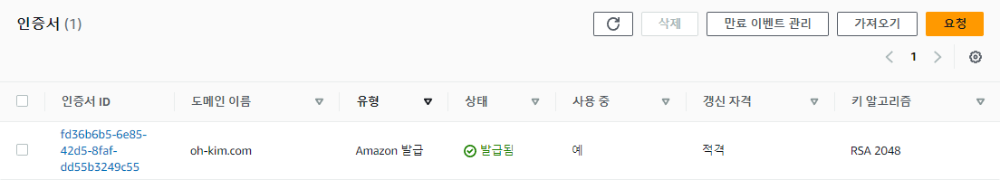 인증서 (1)
삭제
만료 이벤트 관리
가져오기
요청
1
인증서 ID
도메인 이름
유형
상태
사용 중
갱신 자격
키 알고리즘
fd36b6b5-6e85-
42d5-8faf-
dd55b3249c55
oh-kim.com
Amazon 발급
발급됨
예
적격
RSA 2048